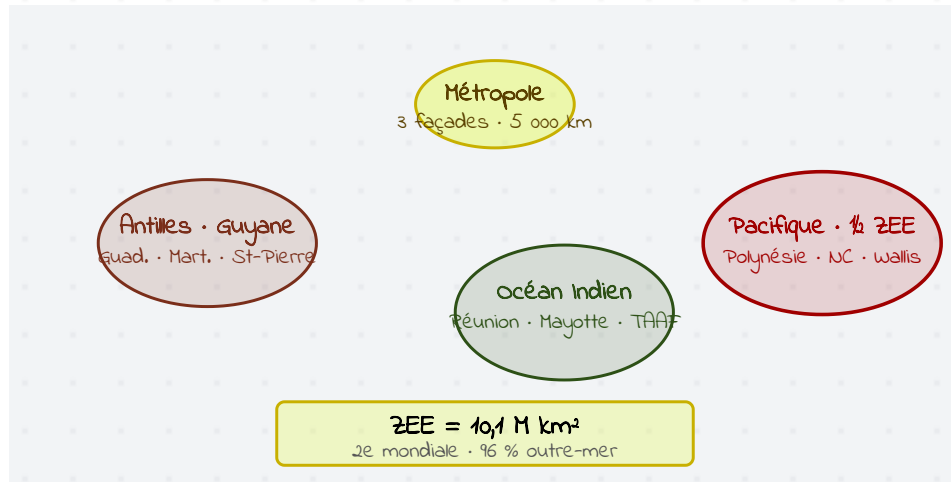 Métropole
3 façades · 5 000 km
Antilles · Guyane
Guad. · Mart. · St-Pierre
Pacifique · ½ ZEE
Polynésie · NC · Wallis
Océan Indien
Réunion · Mayotte · TAAF
ZEE = 10,1 M km²
2e mondiale · 96 % outre-mer